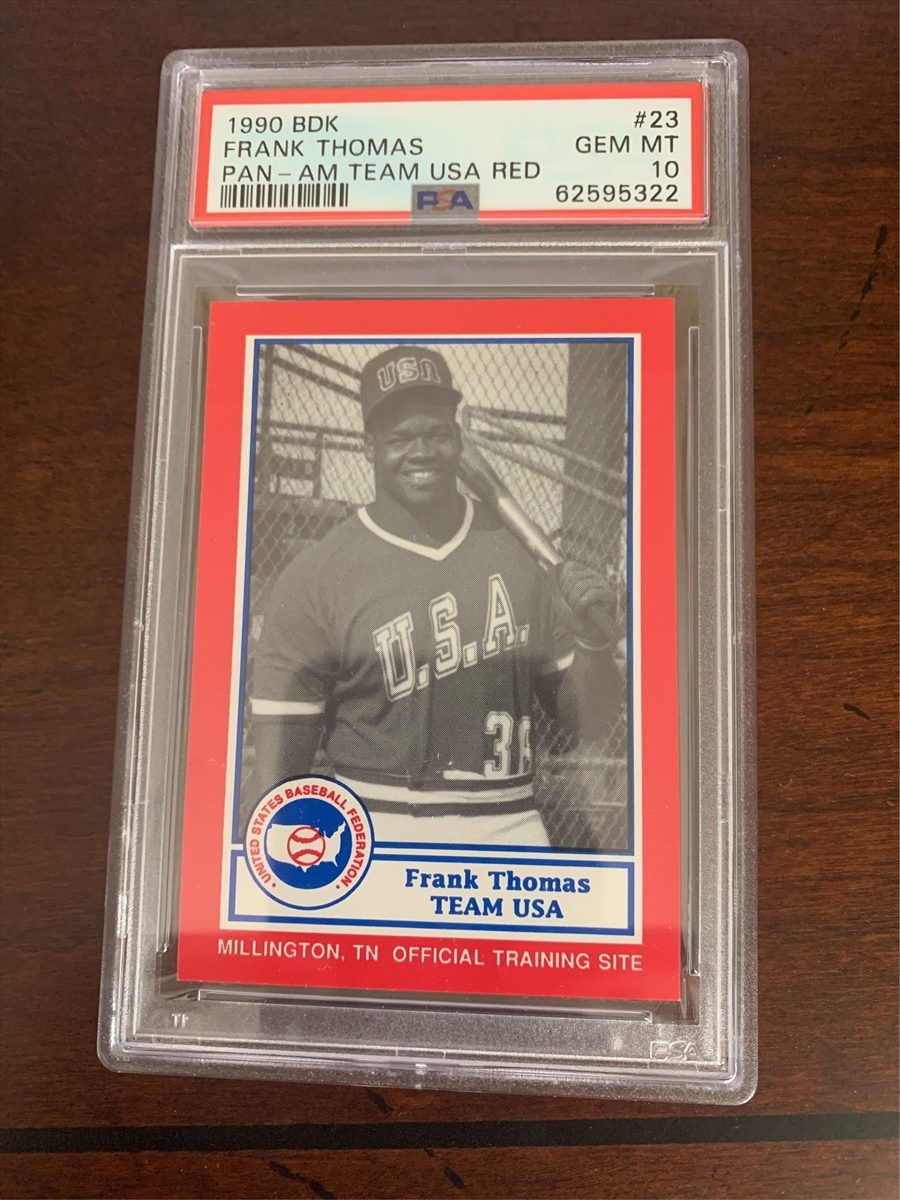 1990 BDK #23
FRANK THOMAS GEM MT
PAN-AM TEAM USA RED 10
PSA 62595322
USA
U.S.A.
UNITED STATES BASEBALL FEDERATION
Frank Thomas
TEAM USA
MILLINGTON, TN OFFICIAL TRAINING SITE
PSA